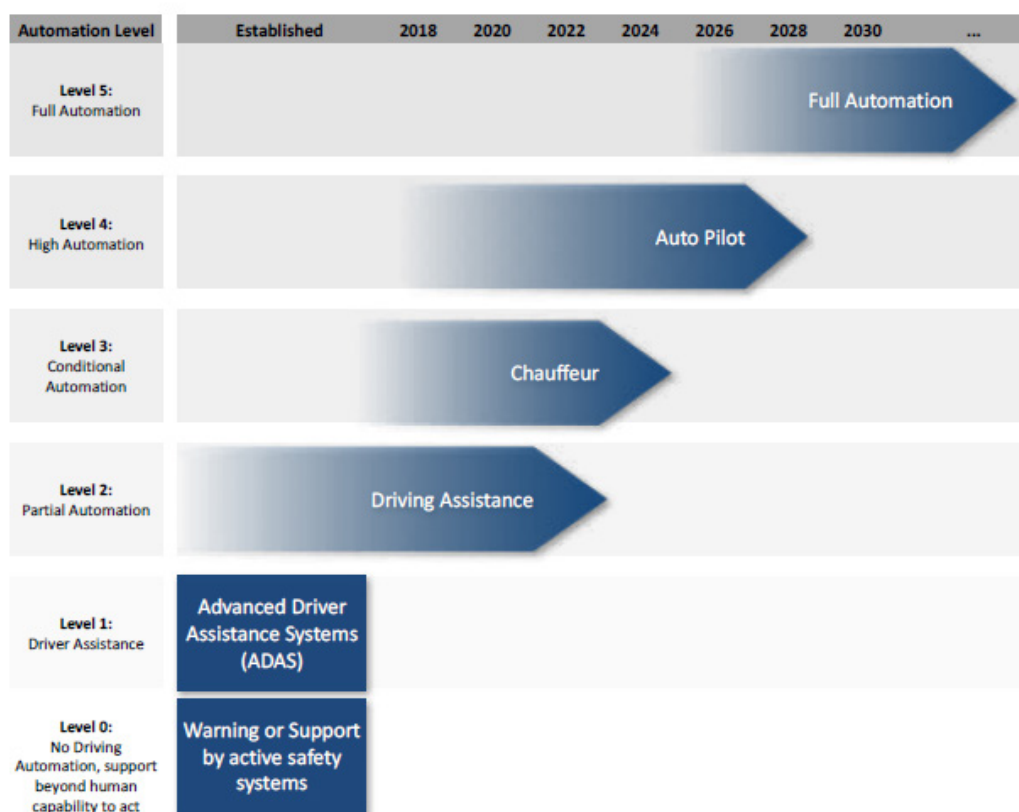 Automation Level Established 2018 2020 2022 2024 2026 2028 2030 ...
Level 5:
Full Automation
Full Automation
Level 4:
High Automation
Auto Pilot
Level 3:
Conditional
Automation
Chauffeur
Level 2:
Partial Automation
Driving Assistance
Level 1:
Driver Assistance
Advanced Driver
Assistance Systems
(ADAS)
Level 0:
No Driving
Automation, support
beyond human
capability to act
Warning or Support
by active safety
systems